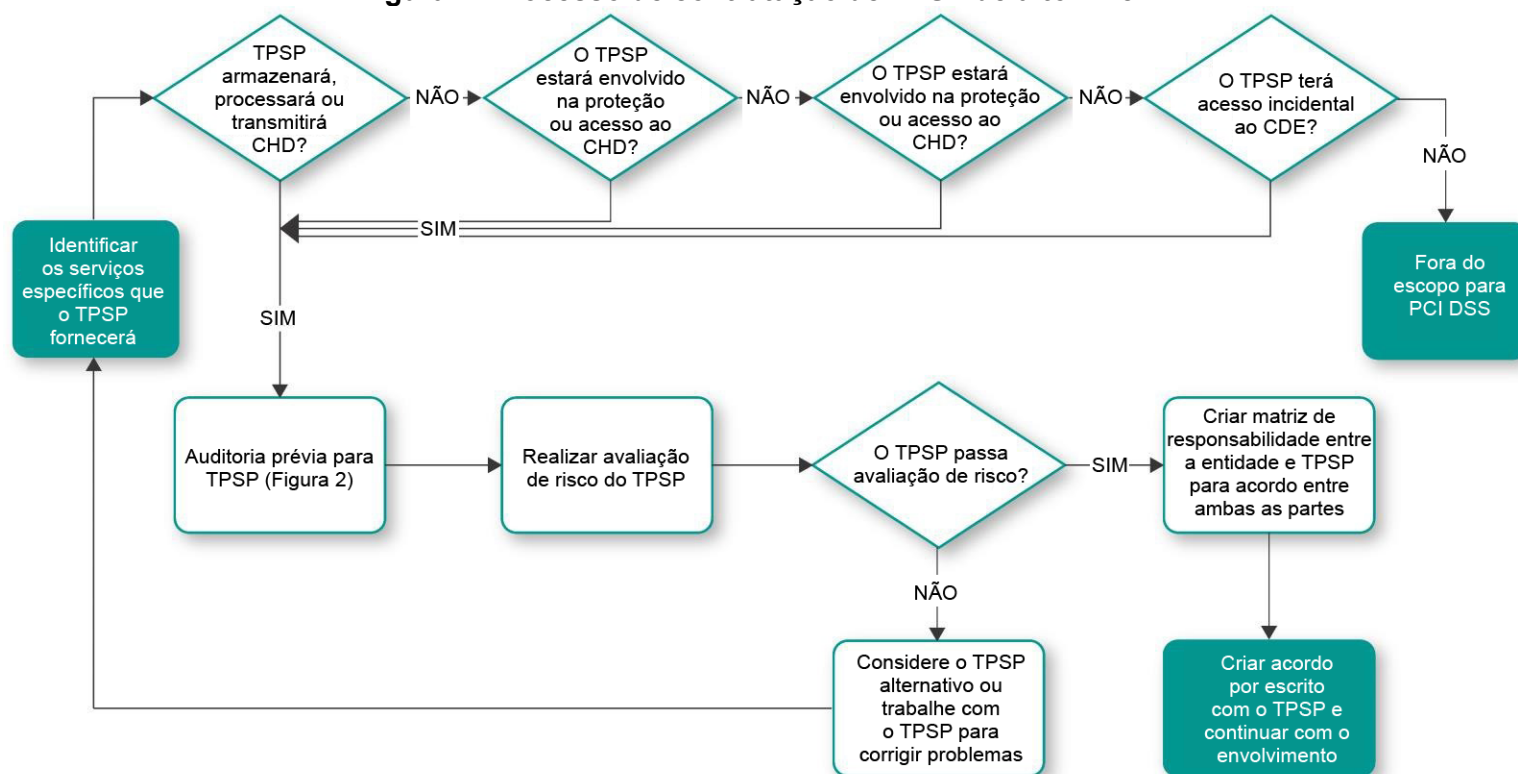 TPSP
armazenará,
processará ou
transmitirá
CHD?
NÃO
O TPSP
estará envolvido
na proteção
ou acesso ao
CHD?
NÃO
O TPSP estará
envolvido na proteção
ou acesso ao
CHD?
NÃO
O TPSP terá
acesso incidental
ao CDE?
NÃO
SIM
Identificar
os serviços
específicos que
o TPSP
fornecerá
Fora do
escopo para
PCI DSS
SIM
Auditoria prévia para
TPSP (Figura 2)
Realizar avaliação
de risco do TPSP
O TPSP passa
avaliação de risco?
SIM
Criar matriz de
responsabilidade entre
a entidade e TPSP
para acordo entre
ambas as partes
NÃO
Considere o TPSP
alternativo ou
trabalhe com
o TPSP para
corrigir problemas
Criar acordo
por escrito
com o TPSP e
continuar com o
envolvimento